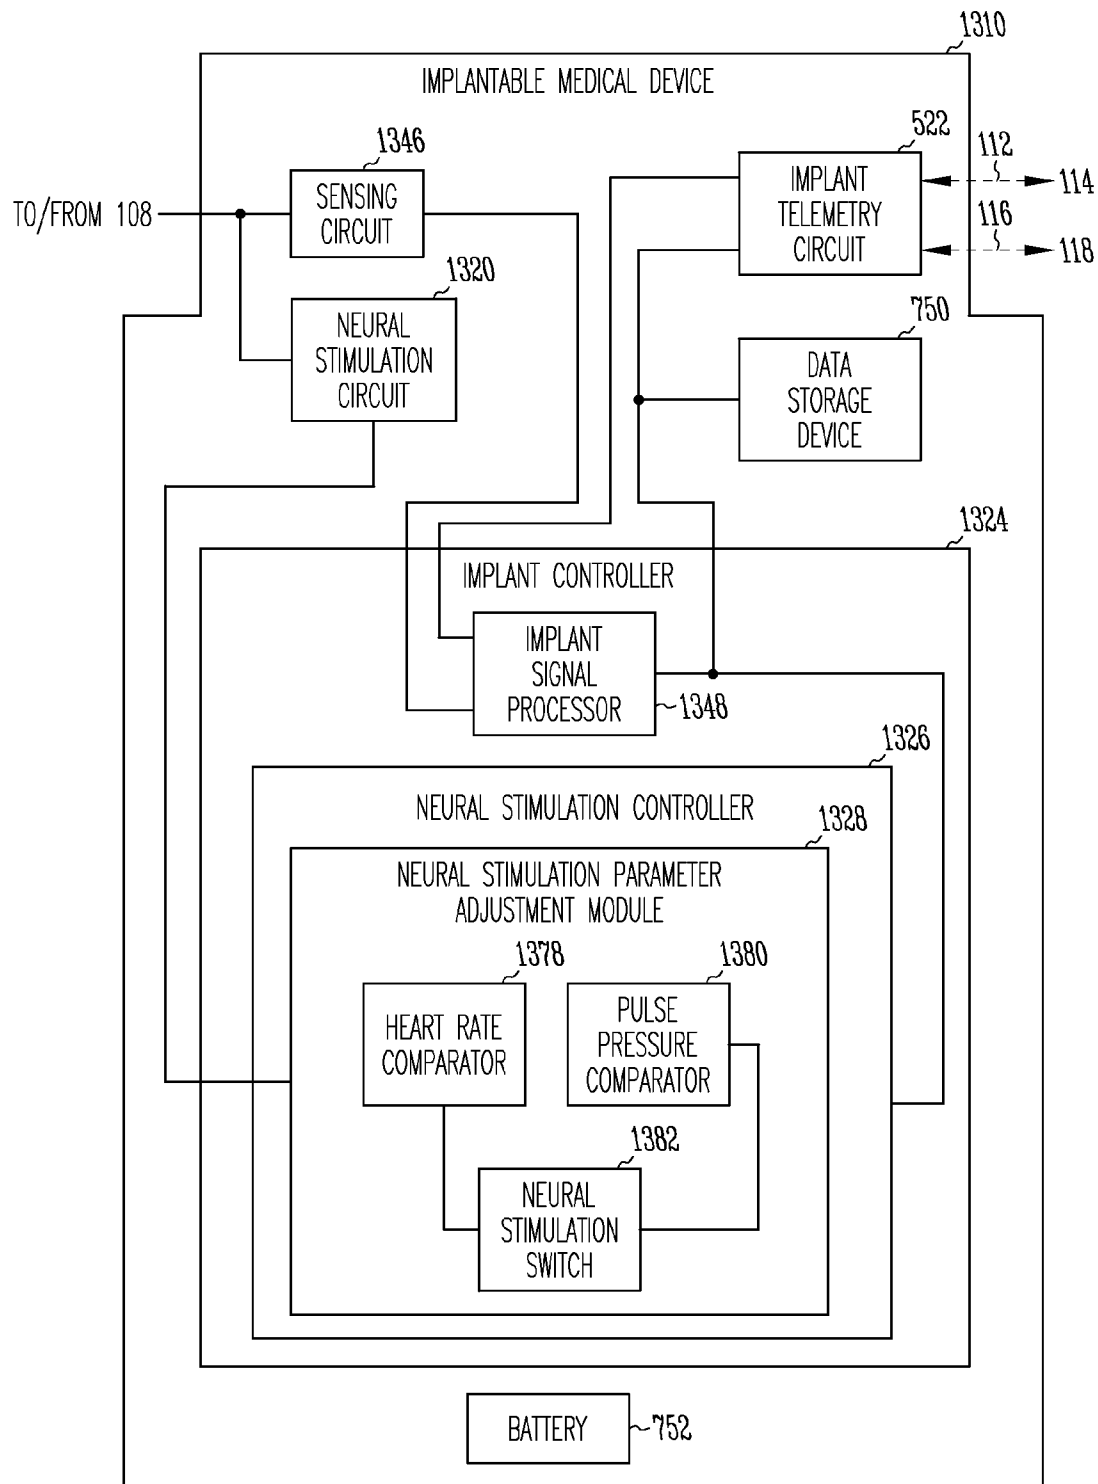 1310
IMPLANTABLE MEDICAL DEVICE
1346
SENSING
CIRCUIT
TO/FROM 108
522
IMPLANT
TELEMETRY
CIRCUIT
112
114
116
118
1320
NEURAL
STIMULATION
CIRCUIT
750
DATA
STORAGE
DEVICE
1324
IMPLANT CONTROLLER
IMPLANT
SIGNAL
PROCESSOR
1348
1326
NEURAL STIMULATION CONTROLLER
1328
NEURAL STIMULATION PARAMETER
ADJUSTMENT MODULE
1378
HEART RATE
COMPARATOR
1380
PULSE
PRESSURE
COMPARATOR
1382
NEURAL
STIMULATION
SWITCH
BATTERY
752